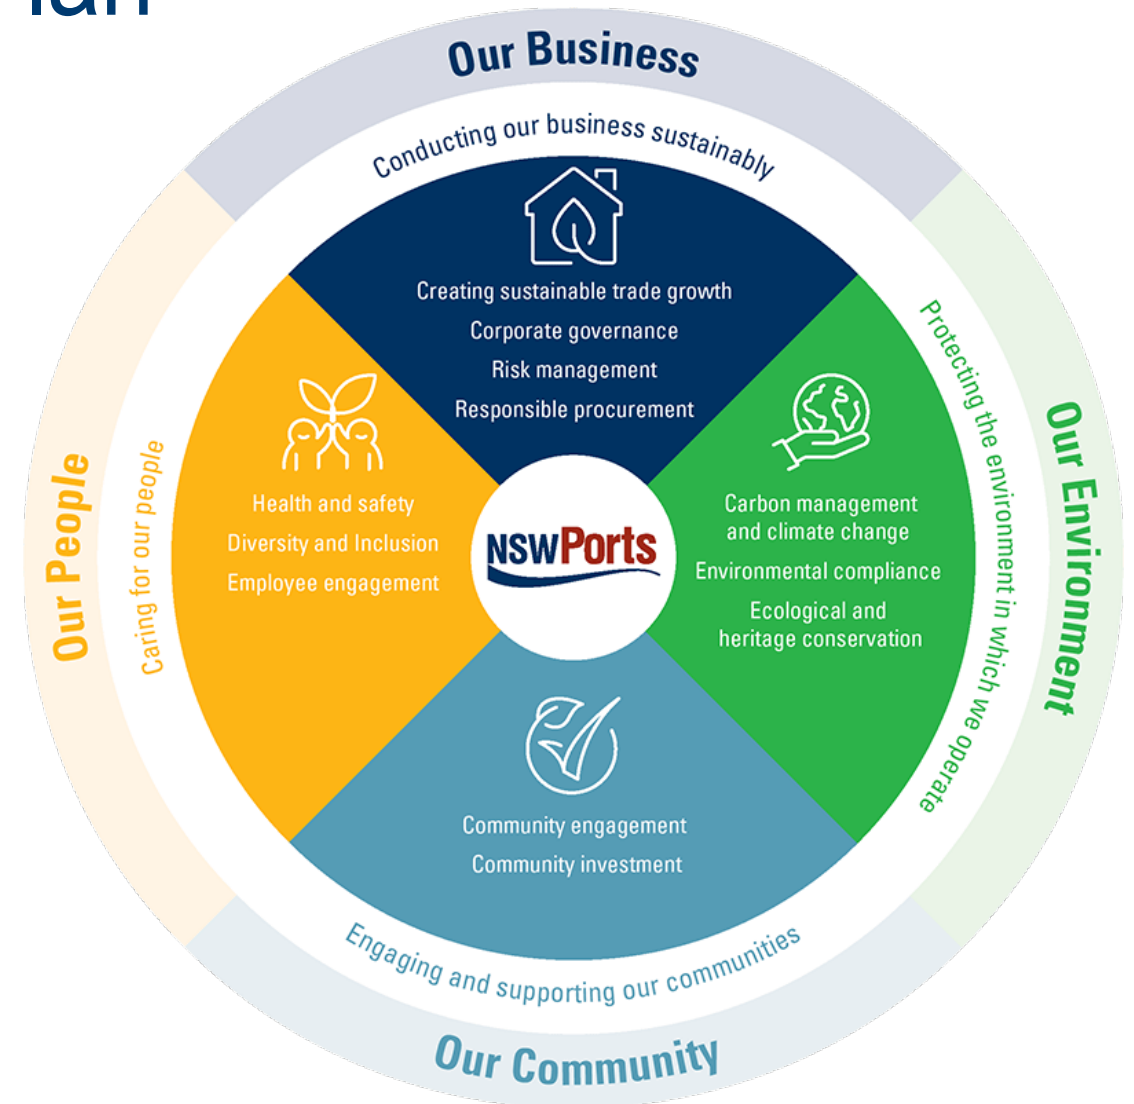 lan
Our Business
Conducting our business sustainably
Creating sustainable trade growth
Corporate governance
Risk management
Responsible procurement
Our People
Caring for our people
Health and safety
Diversity and Inclusion
Employee engagement
NSWPorts
Carbon management
and climate change
Environmental compliance
Ecological and
heritage conservation
Protecting the environment in which we operate
Our Environment
Community engagement
Community investment
Engaging and supporting our communities
Our Community